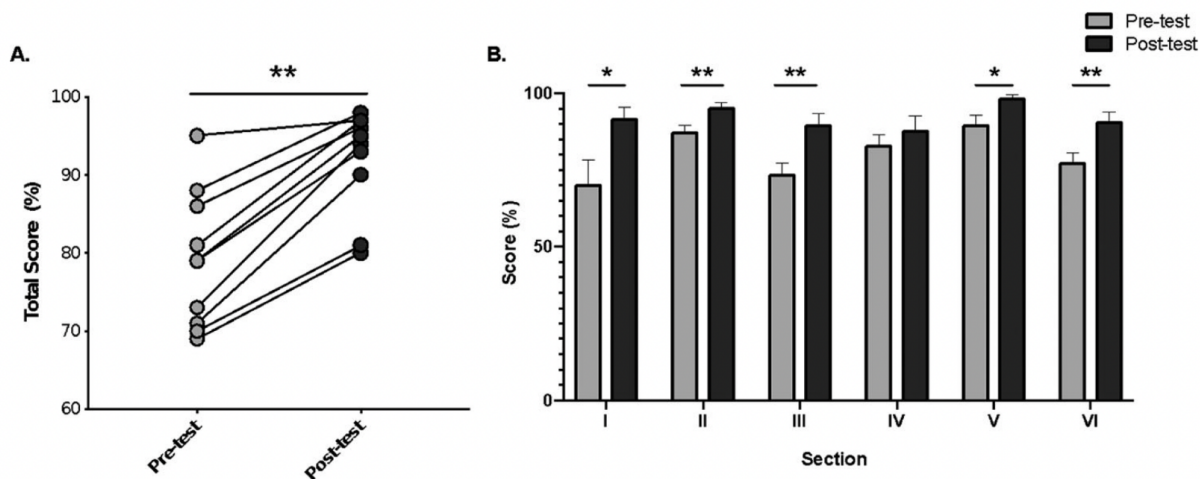 Pre-test
Post-test
A.
B.
**
* ** ** * **
Total Score (%)
100
90
80
70
60
Pre-test
Post-test
Score (%)
100
50
0
I II III IV V VI
Section